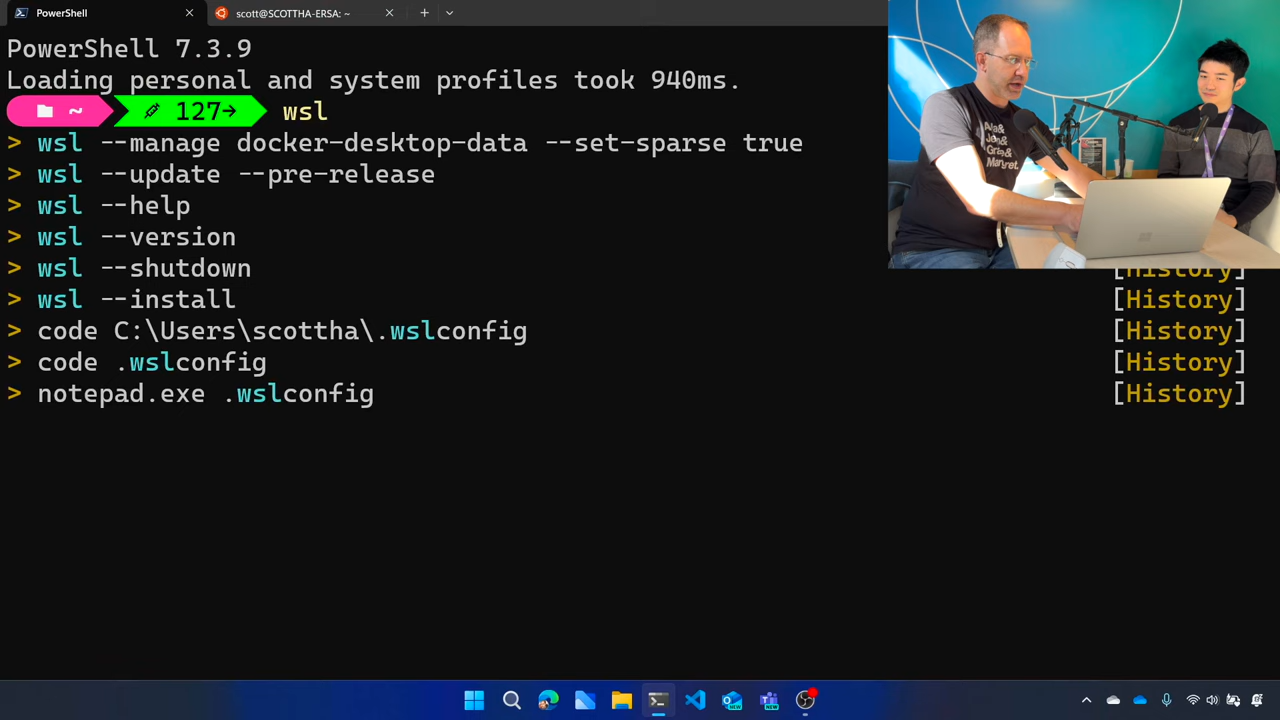 PowerShell
scott@SCOTTHA-ERSA: ~
PowerShell 7.3.9
Loading personal and system profiles took 940ms.
~ 127 wsl
> wsl --manage docker-desktop-data --set-sparse true
> wsl --update --pre-release
> wsl --help
> wsl --version
> wsl --shutdown [History]
> wsl --install [History]
> code C:\Users\scottha\.wslconfig [History]
> code .wslconfig [History]
> notepad.exe .wslconfig [History]
NEW
NEW